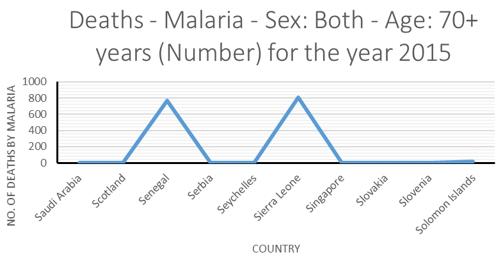 Deaths - Malaria - Sex: Both - Age: 70+
years (Number) for the year 2015
1000
800
600
400
200
0
NO. OF DEATHS BY MALARIA
Saudi Arabia
Scotland
Senegal
Serbia
Seychelles
Sierra Leone
Singapore
Slovakia
Slovenia
Solomon Islands
COUNTRY